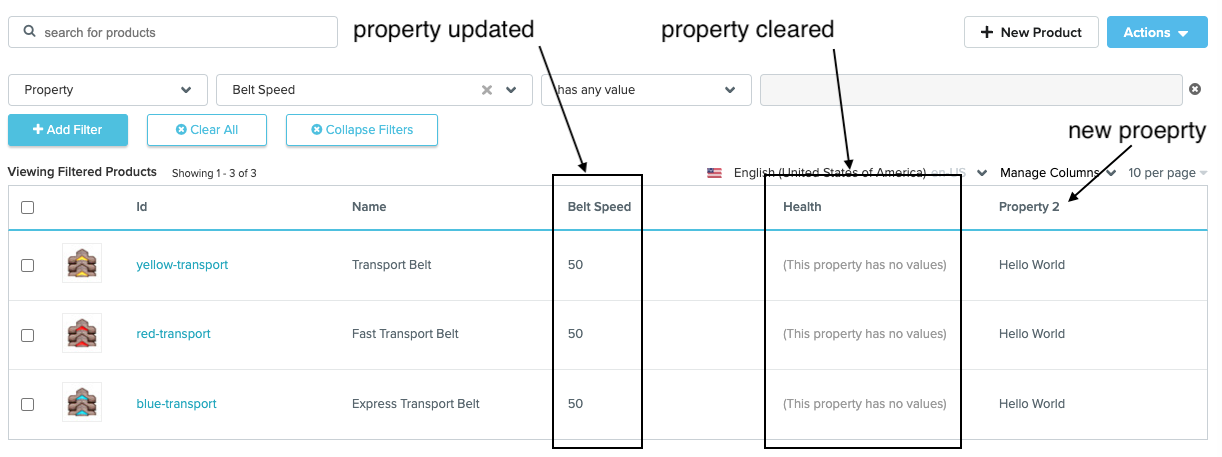 property updated
property cleared
search for products
+ New Product
Actions
Property
Belt Speed
has any value
+ Add Filter
Clear All
Collapse Filters
new proeprty
Viewing Filtered Products Showing 1 - 3 of 3
English (United States of America) en-US
Manage Columns
10 per page
Id Name Belt Speed Health Property 2
yellow-transport Transport Belt 50 (This property has no values) Hello World
red-transport Fast Transport Belt 50 (This property has no values) Hello World
blue-transport Express Transport Belt 50 (This property has no values) Hello World